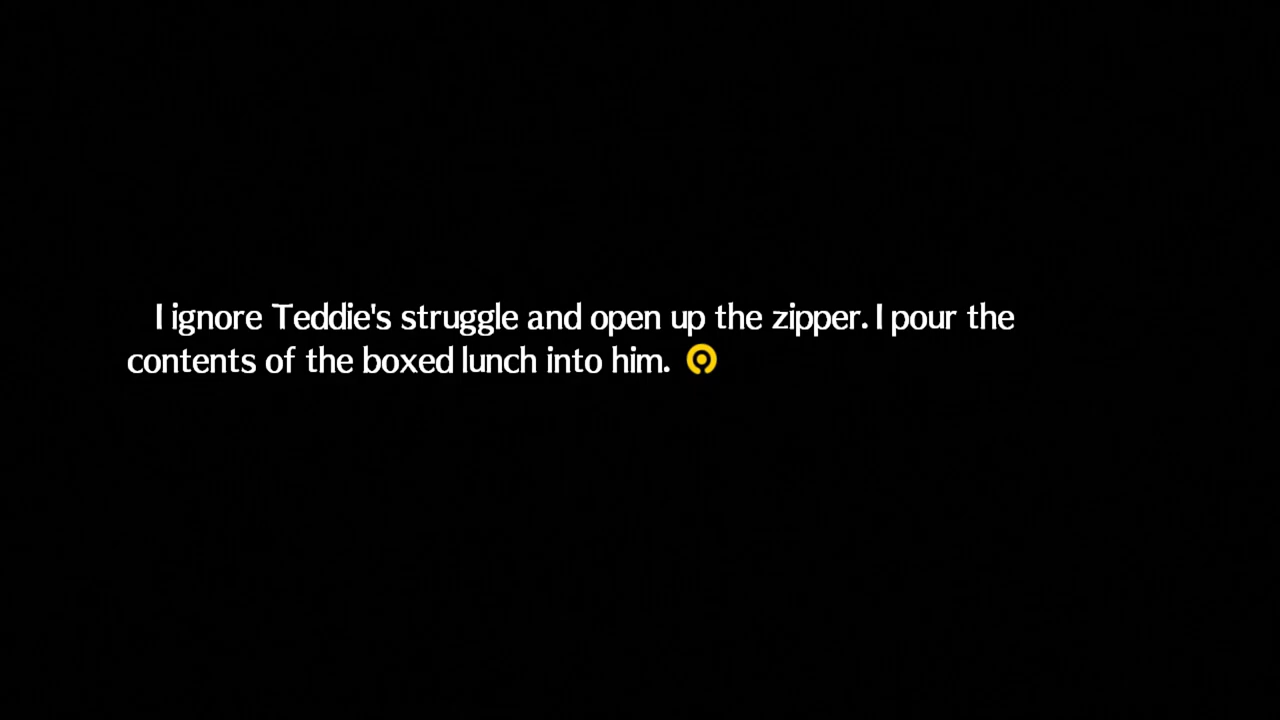 I ignore Teddie's struggle and open up the zipper. I pour the
contents of the boxed lunch into him.